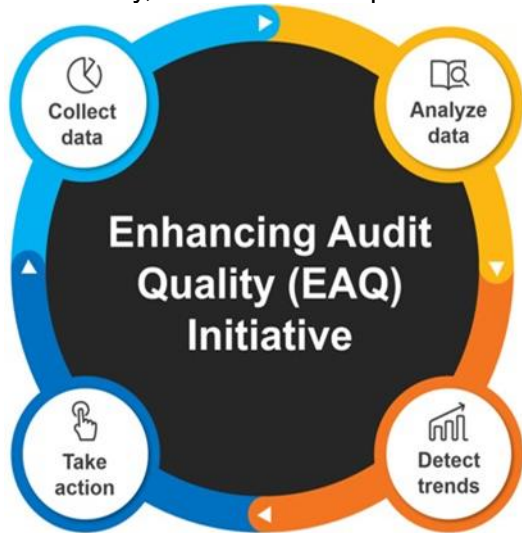 Collect
data
Analyze
data
Enhancing Audit
Quality (EAQ)
Initiative
Take
action
Detect
trends